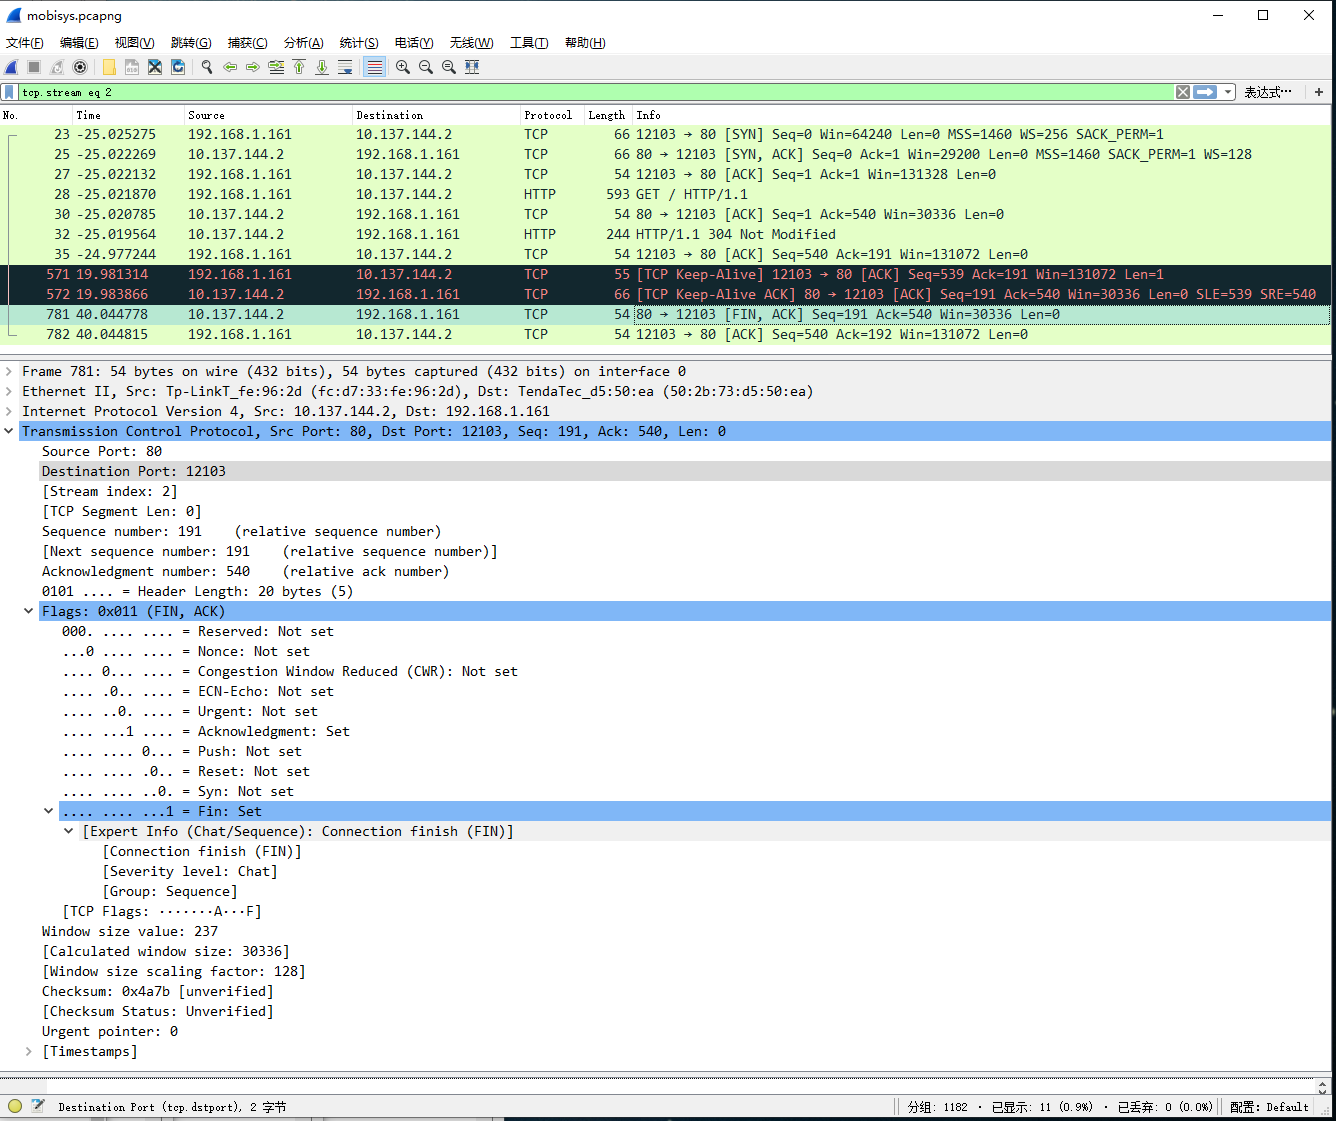 mobisys.pcapng
文件(F) 编辑(E) 视图(V) 跳转(G) 捕获(C) 分析(A) 统计(S) 电话(Y) 无线(W) 工具(T) 帮助(H)
tcp.stream eq 2 表达式… +
No. Time Source Destination Protocol Length Info
23 -25.025275 192.168.1.161 10.137.144.2 TCP 66 12103 → 80 [SYN] Seq=0 Win=64240 Len=0 MSS=1460 WS=256 SACK_PERM=1
25 -25.022269 10.137.144.2 192.168.1.161 TCP 66 80 → 12103 [SYN, ACK] Seq=0 Ack=1 Win=29200 Len=0 MSS=1460 SACK_PERM=1 WS=128
27 -25.022132 192.168.1.161 10.137.144.2 TCP 54 12103 → 80 [ACK] Seq=1 Ack=1 Win=131328 Len=0
28 -25.021870 192.168.1.161 10.137.144.2 HTTP 593 GET / HTTP/1.1
30 -25.020785 10.137.144.2 192.168.1.161 TCP 54 80 → 12103 [ACK] Seq=1 Ack=540 Win=30336 Len=0
32 -25.019564 10.137.144.2 192.168.1.161 HTTP 244 HTTP/1.1 304 Not Modified
35 -24.977244 192.168.1.161 10.137.144.2 TCP 54 12103 → 80 [ACK] Seq=540 Ack=191 Win=131072 Len=0
571 19.981314 192.168.1.161 10.137.144.2 TCP 55 [TCP Keep-Alive] 12103 → 80 [ACK] Seq=539 Ack=191 Win=131072 Len=1
572 19.983866 10.137.144.2 192.168.1.161 TCP 66 [TCP Keep-Alive ACK] 80 → 12103 [ACK] Seq=191 Ack=540 Win=30336 Len=0 SLE=539 SRE=540
781 40.044778 10.137.144.2 192.168.1.161 TCP 54 80 → 12103 [FIN, ACK] Seq=191 Ack=540 Win=30336 Len=0
782 40.044815 192.168.1.161 10.137.144.2 TCP 54 12103 → 80 [ACK] Seq=540 Ack=192 Win=131072 Len=0
Frame 781: 54 bytes on wire (432 bits), 54 bytes captured (432 bits) on interface 0
Ethernet II, Src: Tp-LinkT_fe:96:2d (fc:d7:33:fe:96:2d), Dst: TendaTec_d5:50:ea (50:2b:73:d5:50:ea)
Internet Protocol Version 4, Src: 10.137.144.2, Dst: 192.168.1.161
Transmission Control Protocol, Src Port: 80, Dst Port: 12103, Seq: 191, Ack: 540, Len: 0
Source Port: 80
Destination Port: 12103
[Stream index: 2]
[TCP Segment Len: 0]
Sequence number: 191 (relative sequence number)
[Next sequence number: 191 (relative sequence number)]
Acknowledgment number: 540 (relative ack number)
0101 .... = Header Length: 20 bytes (5)
Flags: 0x011 (FIN, ACK)
000. .... .... = Reserved: Not set
...0 .... .... = Nonce: Not set
.... 0... .... = Congestion Window Reduced (CWR): Not set
.... .0.. .... = ECN-Echo: Not set
.... ..0. .... = Urgent: Not set
.... ...1 .... = Acknowledgment: Set
.... .... 0... = Push: Not set
.... .... .0.. = Reset: Not set
.... .... ..0. = Syn: Not set
.... .... ...1 = Fin: Set
[Expert Info (Chat/Sequence): Connection finish (FIN)]
[Connection finish (FIN)]
[Severity level: Chat]
[Group: Sequence]
[TCP Flags: ·······A···F]
Window size value: 237
[Calculated window size: 30336]
[Window size scaling factor: 128]
Checksum: 0x4a7b [unverified]
[Checksum Status: Unverified]
Urgent pointer: 0
[Timestamps]
Destination Port (tcp.dstport), 2 字节 分组: 1182 · 已显示: 11 (0.9%) · 已丢弃: 0 (0.0%) 配置: Default